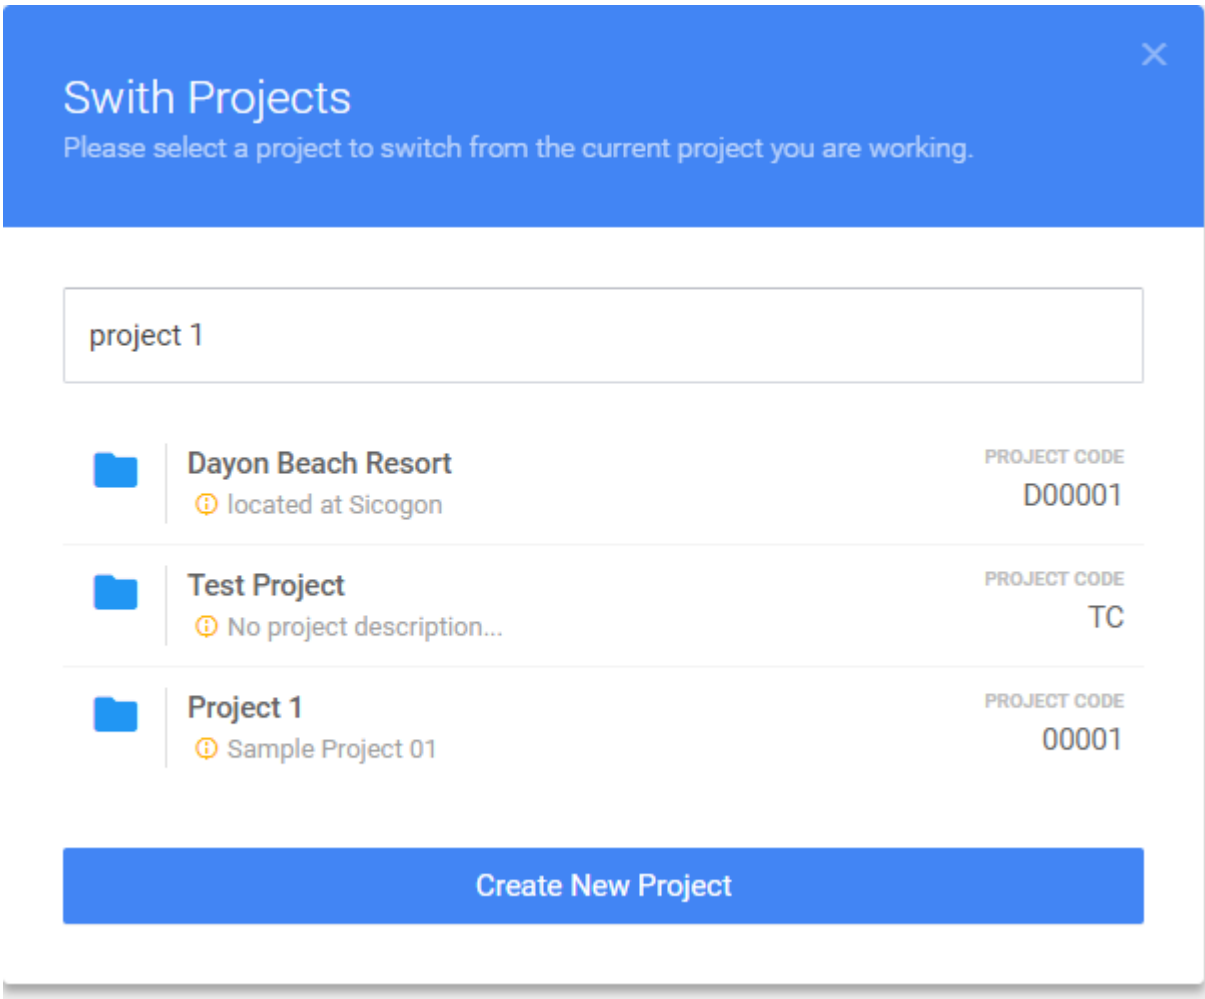 Swith Projects
Please select a project to switch from the current project you are working.
project 1
Dayon Beach Resort
located at Sicogon
PROJECT CODE
D00001
Test Project
No project description...
PROJECT CODE
TC
Project 1
Sample Project 01
PROJECT CODE
00001
Create New Project